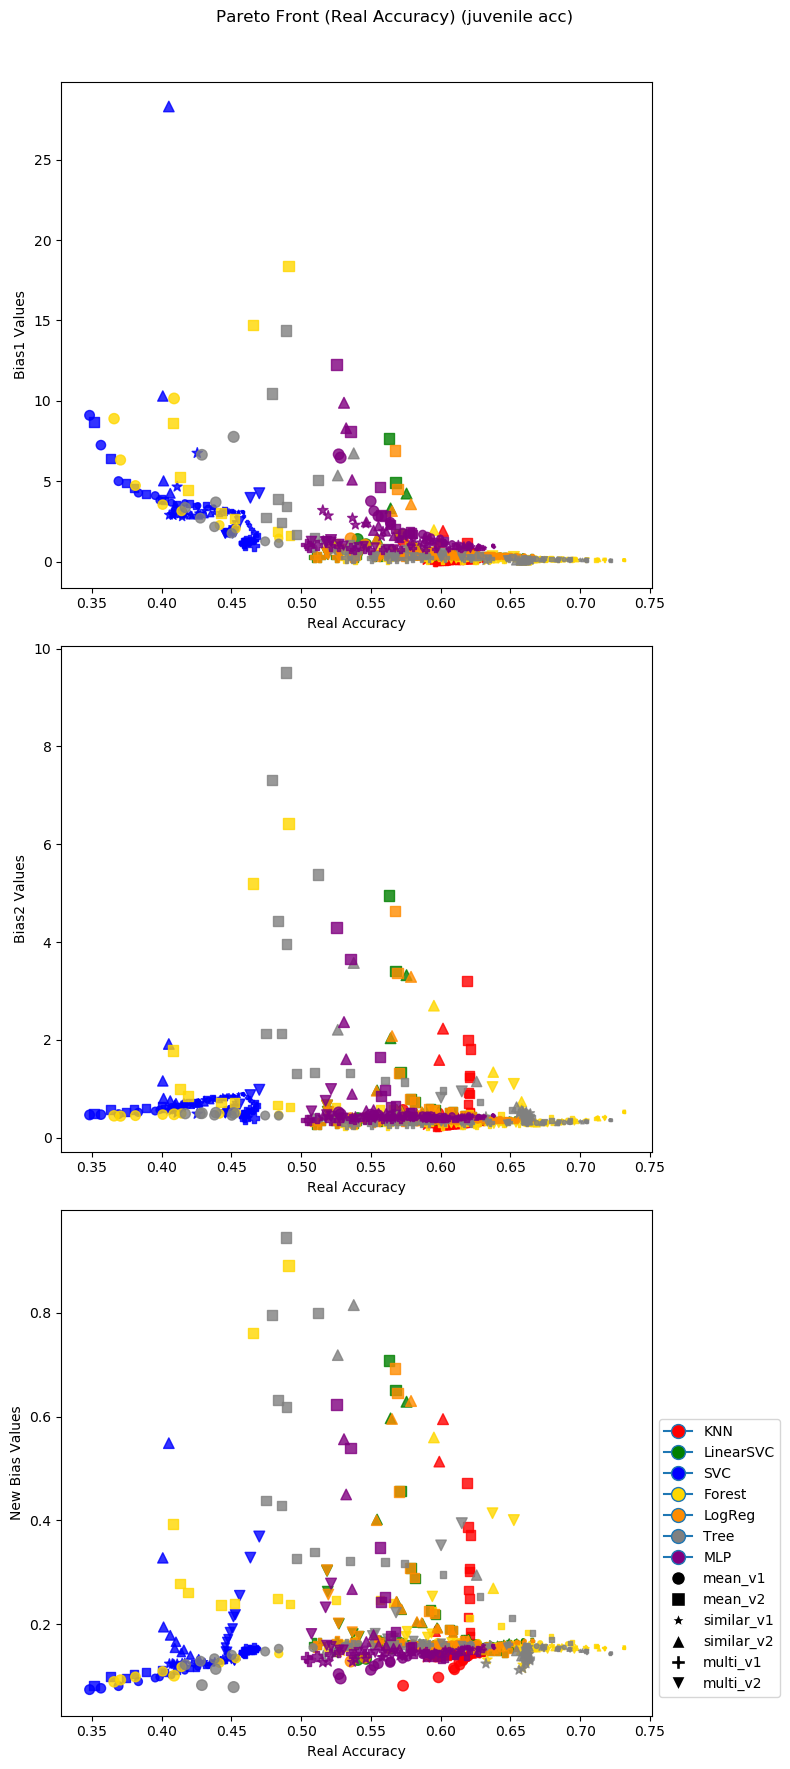 Pareto Front (Real Accuracy) (juvenile acc)
25
20
15
10
5
0
Bias1 Values
0.35 0.40 0.45 0.50 0.55 0.60 0.65 0.70 0.75
Real Accuracy
10
8
6
4
2
0
Bias2 Values
0.35 0.40 0.45 0.50 0.55 0.60 0.65 0.70 0.75
Real Accuracy
0.8
0.6
0.4
0.2
New Bias Values
0.35 0.40 0.45 0.50 0.55 0.60 0.65 0.70 0.75
Real Accuracy
KNN
LinearSVC
SVC
Forest
LogReg
Tree
MLP
mean_v1
mean_v2
similar_v1
similar_v2
multi_v1
multi_v2